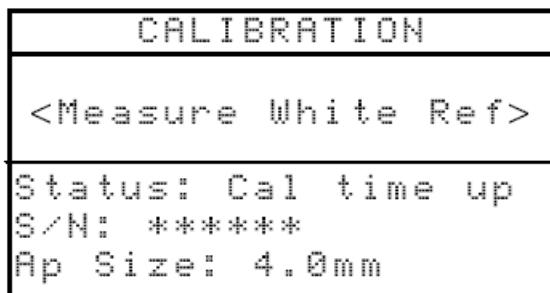 CALIBRATION
<Measure White Ref>
Status: Cal time up
S/N: ******
Ap Size: 4.0mm